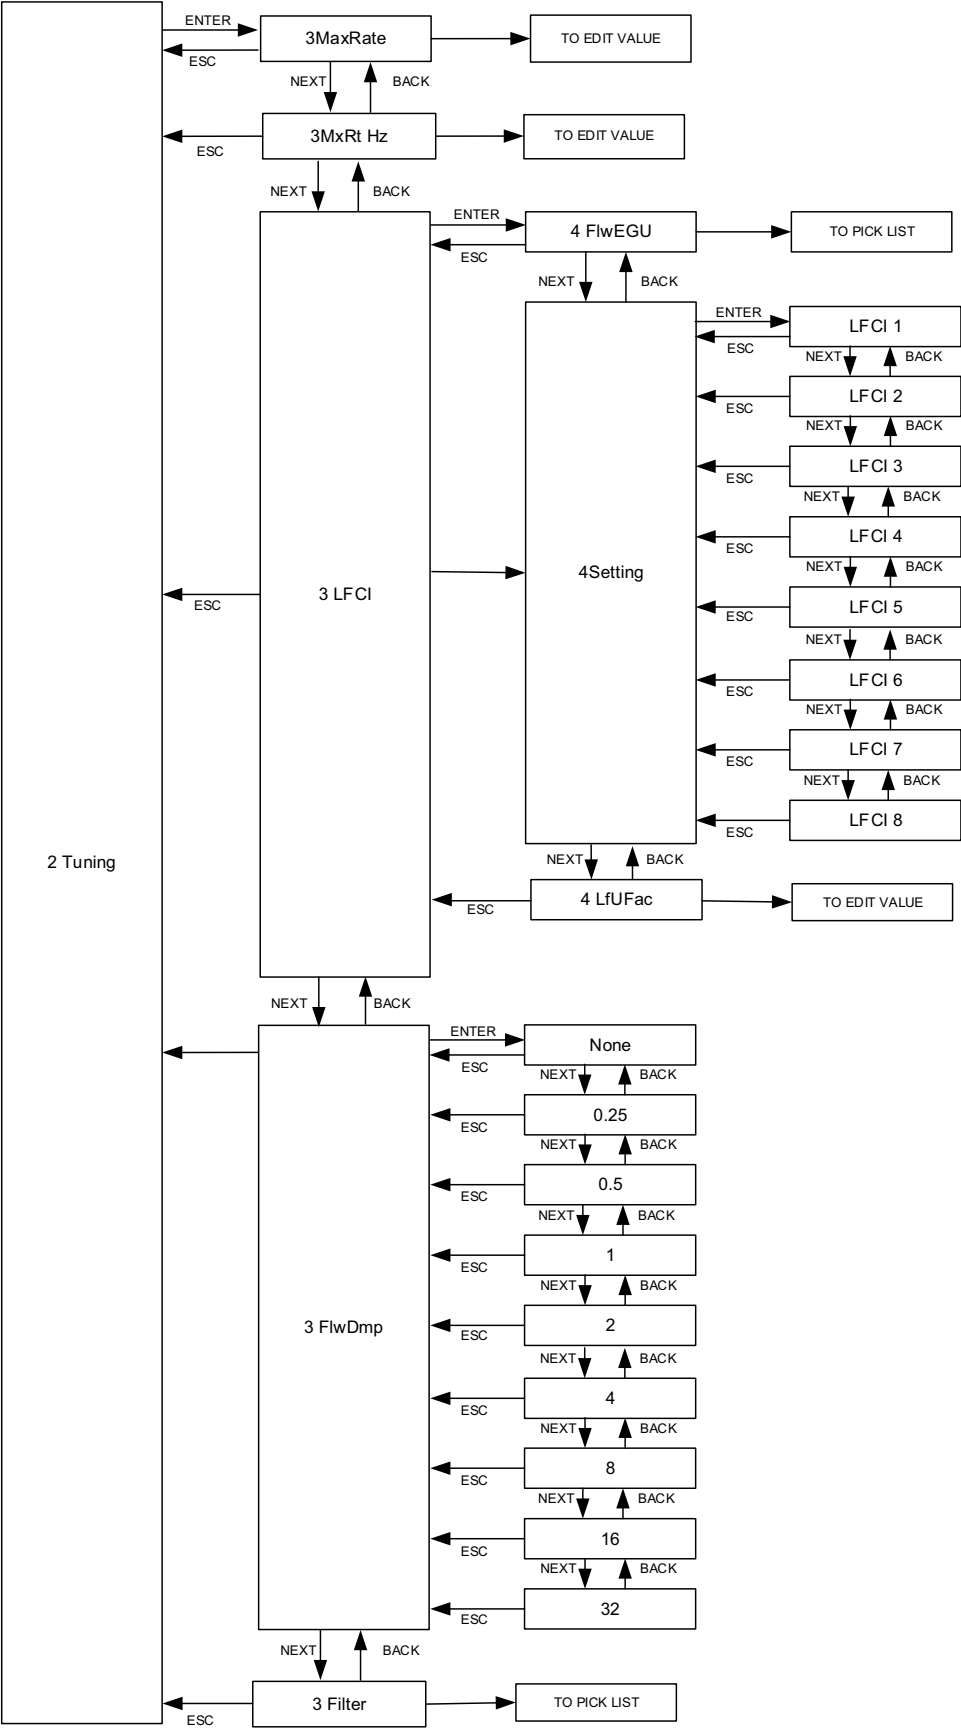 ENTER
3MaxRate
TO EDIT VALUE
ESC
NEXT
BACK
3MxRt Hz
TO EDIT VALUE
ESC
NEXT
BACK
ENTER
4 FlwEGU
TO PICK LIST
ESC
NEXT
BACK
ENTER
LFCI 1
ESC
NEXT
BACK
LFCI 2
ESC
NEXT
BACK
LFCI 3
ESC
NEXT
BACK
LFCI 4
ESC
NEXT
BACK
4Setting
3 LFCI
ESC
LFCI 5
ESC
NEXT
BACK
LFCI 6
ESC
NEXT
BACK
LFCI 7
ESC
NEXT
BACK
LFCI 8
ESC
NEXT
BACK
2 Tuning
4 LfUFac
TO EDIT VALUE
ESC
NEXT
BACK
ENTER
None
ESC
NEXT
BACK
0.25
ESC
NEXT
BACK
0.5
ESC
NEXT
BACK
1
ESC
NEXT
BACK
3 FlwDmp
2
ESC
NEXT
BACK
4
ESC
NEXT
BACK
8
ESC
NEXT
BACK
16
ESC
NEXT
BACK
32
ESC
NEXT
BACK
3 Filter
TO PICK LIST
ESC